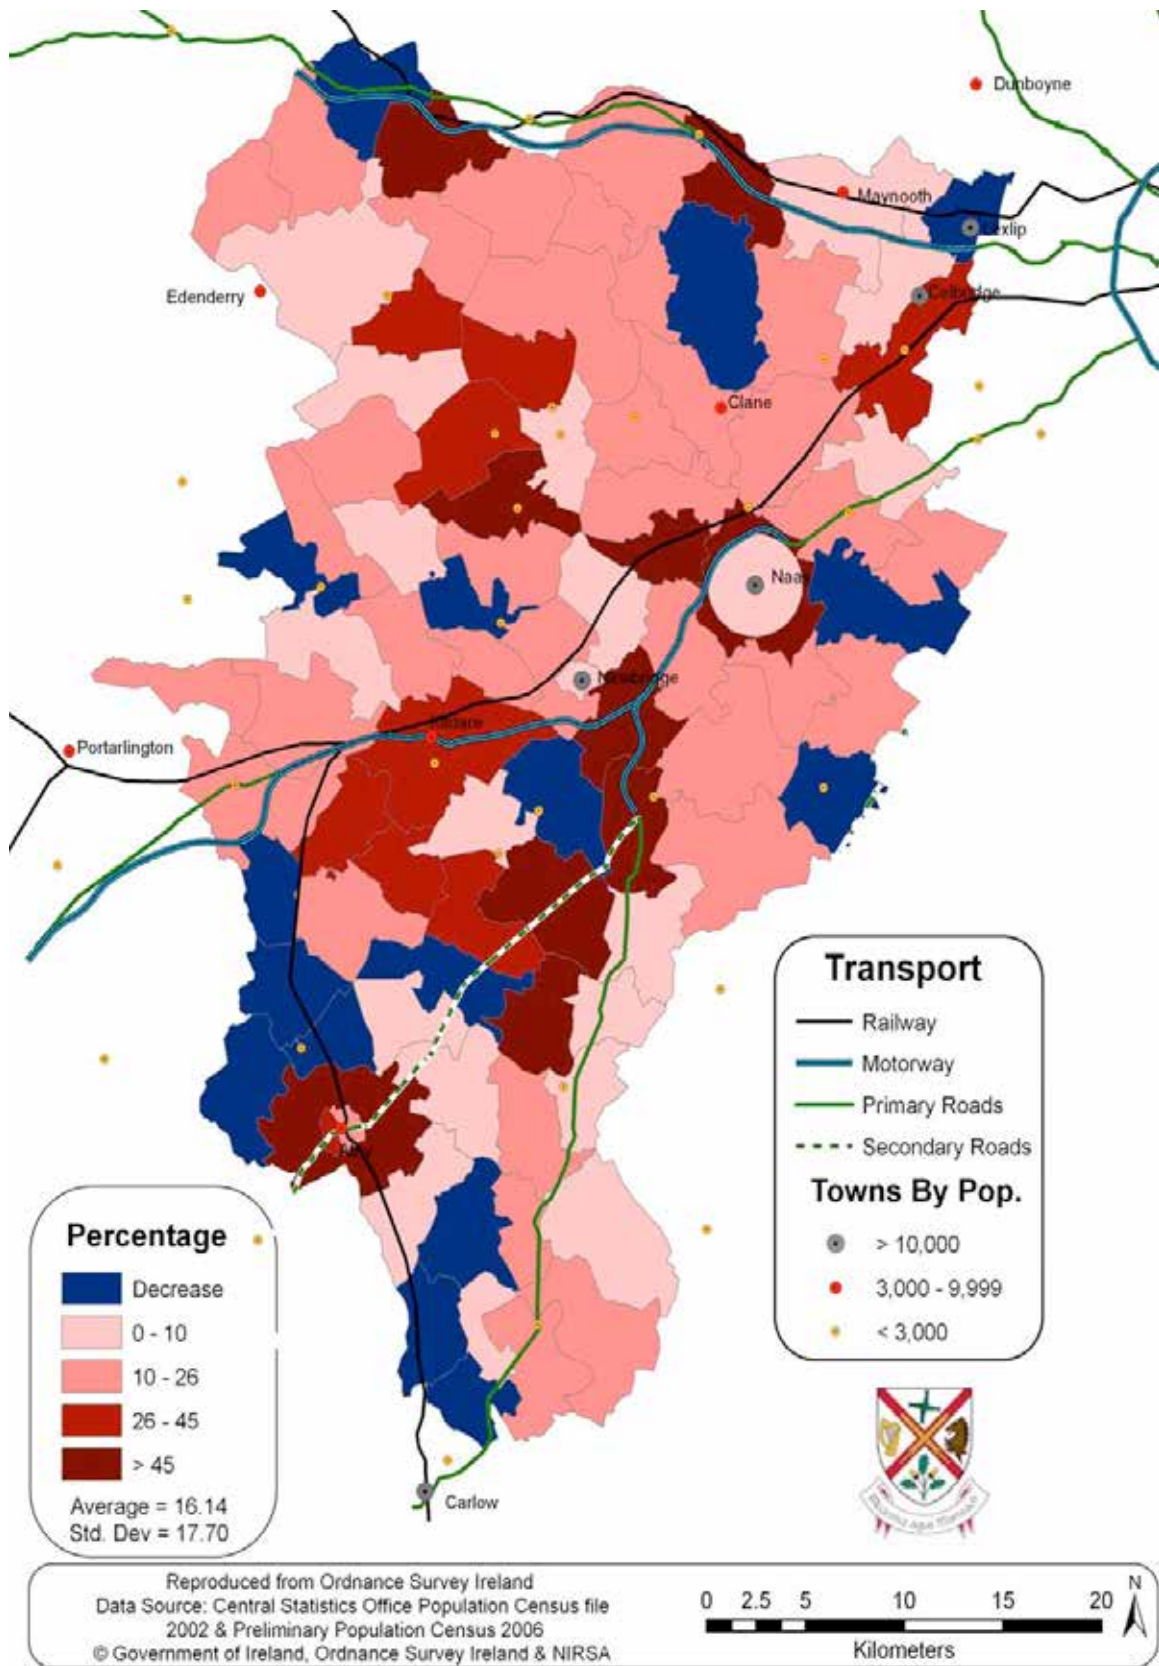 Dunboyne
Maynooth
Lexlip
Edenderry
Celbridge
Clane
Naas
Newbridge
Kildare
Portarlington
Athy
Carlow
Transport
Railway
Motorway
Primary Roads
Secondary Roads
Towns By Pop.
> 10,000
3,000 - 9,999
< 3,000
Percentage
Decrease
0 - 10
10 - 26
26 - 45
> 45
Average = 16.14
Std. Dev = 17.70
Reproduced from Ordnance Survey Ireland
Data Source: Central Statistics Office Population Census file
2002 & Preliminary Population Census 2006
© Government of Ireland, Ordnance Survey Ireland & NIRSA
0 2.5 5 10 15 20
Kilometers
N